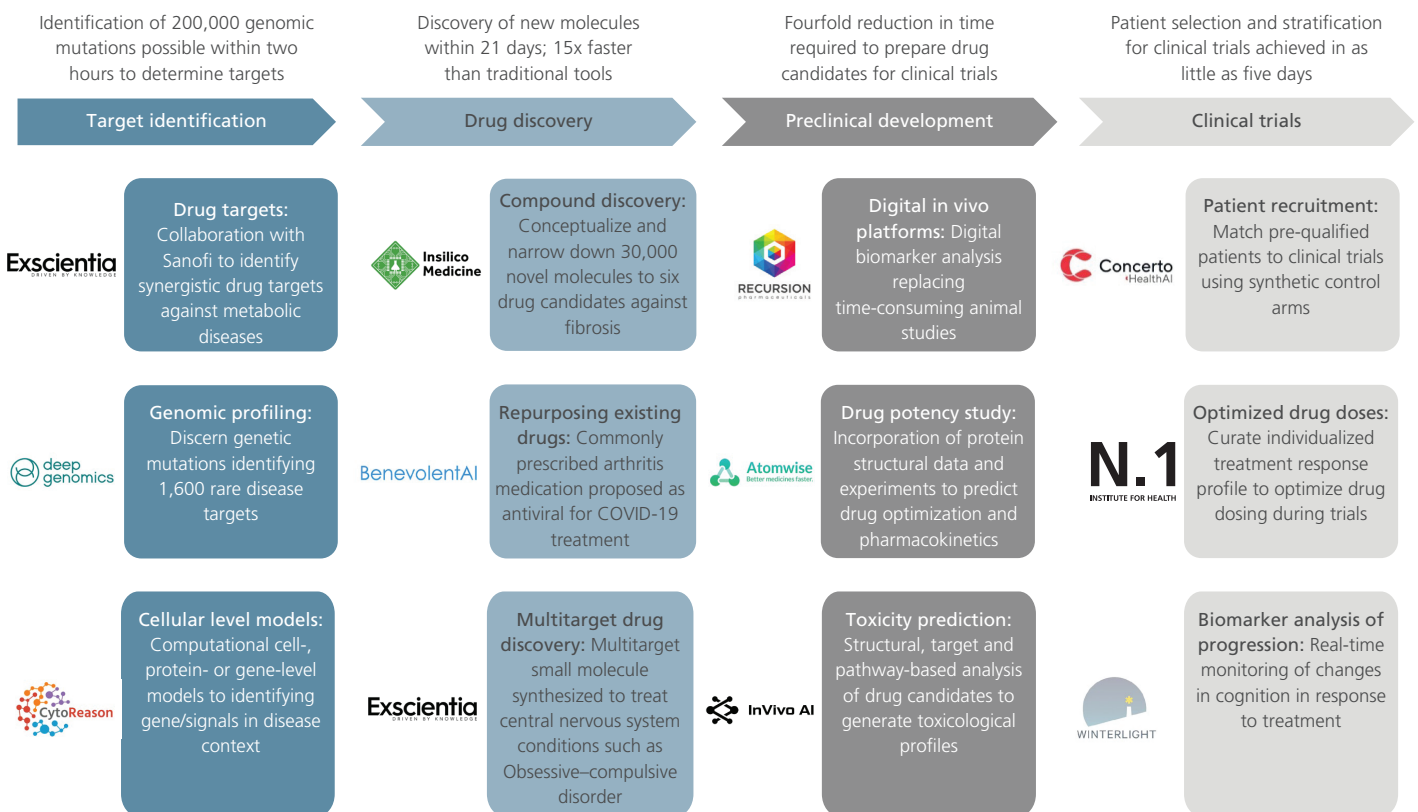 Identification of 200,000 genomic
mutations possible within two
hours to determine targets
Discovery of new molecules
within 21 days; 15x faster
than traditional tools
Fourfold reduction in time
required to prepare drug
candidates for clinical trials
Patient selection and stratification
for clinical trials achieved in as
little as five days
Target identification
Drug discovery
Preclinical development
Clinical trials
Exscientia
DRIVEN BY KNOWLEDGE
Drug targets:
Collaboration with
Sanofi to identify
synergistic drug targets
against metabolic
diseases
Insilico
Medicine
Compound discovery:
Conceptualize and
narrow down 30,000
novel molecules to six
drug candidates against
fibrosis
RECURSION
pharmaceuticals
Digital in vivo
platforms: Digital
biomarker analysis
replacing
time-consuming animal
studies
Concerto
HealthAI
Patient recruitment:
Match pre-qualified
patients to clinical trials
using synthetic control
arms
deep
genomics
Genomic profiling:
Discern genetic
mutations identifying
1,600 rare disease
targets
BenevolentAI
Repurposing existing
drugs: Commonly
prescribed arthritis
medication proposed as
antiviral for COVID-19
treatment
Atomwise
Better medicines faster.
Drug potency study:
Incorporation of protein
structural data and
experiments to predict
drug optimization and
pharmacokinetics
N.1
INSTITUTE FOR HEALTH
Optimized drug doses:
Curate individualized
treatment response
profile to optimize drug
dosing during trials
CytoReason
Cellular level models:
Computational cell-,
protein- or gene-level
models to identifying
gene/signals in disease
context
Exscientia
DRIVEN BY KNOWLEDGE
Multitarget drug
discovery: Multitarget
small molecule
synthesized to treat
central nervous system
conditions such as
Obsessive–compulsive
disorder
InVivo AI
Toxicity prediction:
Structural, target and
pathway-based analysis
of drug candidates to
generate toxicological
profiles
WINTERLIGHT
Biomarker analysis of
progression: Real-time
monitoring of changes
in cognition in response
to treatment